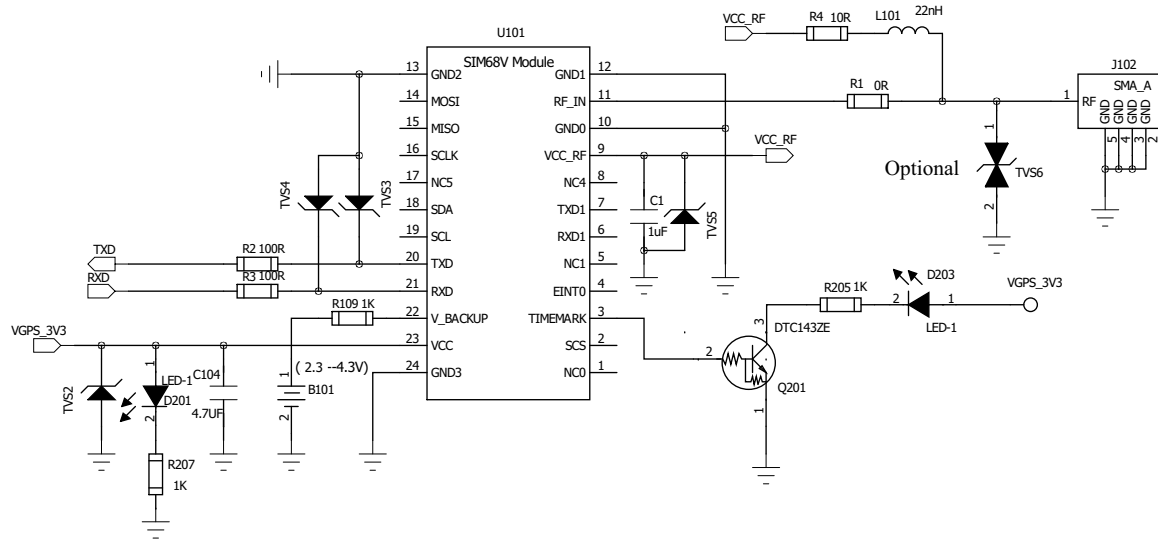 VCC_RF
R4 10R
L101
22nH
U101
SIM68V Module
J102
SMA_A
R1 0R
1
RF
GND
GND
GND
GND
5
4
3
2
13 GND2
GND1 12
14 MOSI
RF_IN 11
15 MISO
GND0 10
16 SCLK
VCC_RF 9
VCC_RF
17 NC5
NC4 8
18 SDA
TXD1 7
19 SCL
RXD1 6
20 TXD
NC1 5
21 RXD
EINT0 4
22 V_BACKUP
TIMEMARK 3
23 VCC
SCS 2
24 GND3
NC0 1
TVS4
TVS3
C1
1uF
TVS5
Optional
1
TVS6
2
TXD
R2 100R
RXD
R3 100R
R109 1K
VGPS_3V3
( 2.3 --4.3V)
1
B101
2
TVS2
1
LED-1
D201
2
C104
4.7UF
R207
1K
D203
R205 1K
2
1
LED-1
VGPS_3V3
DTC143ZE
3
2
Q201
1